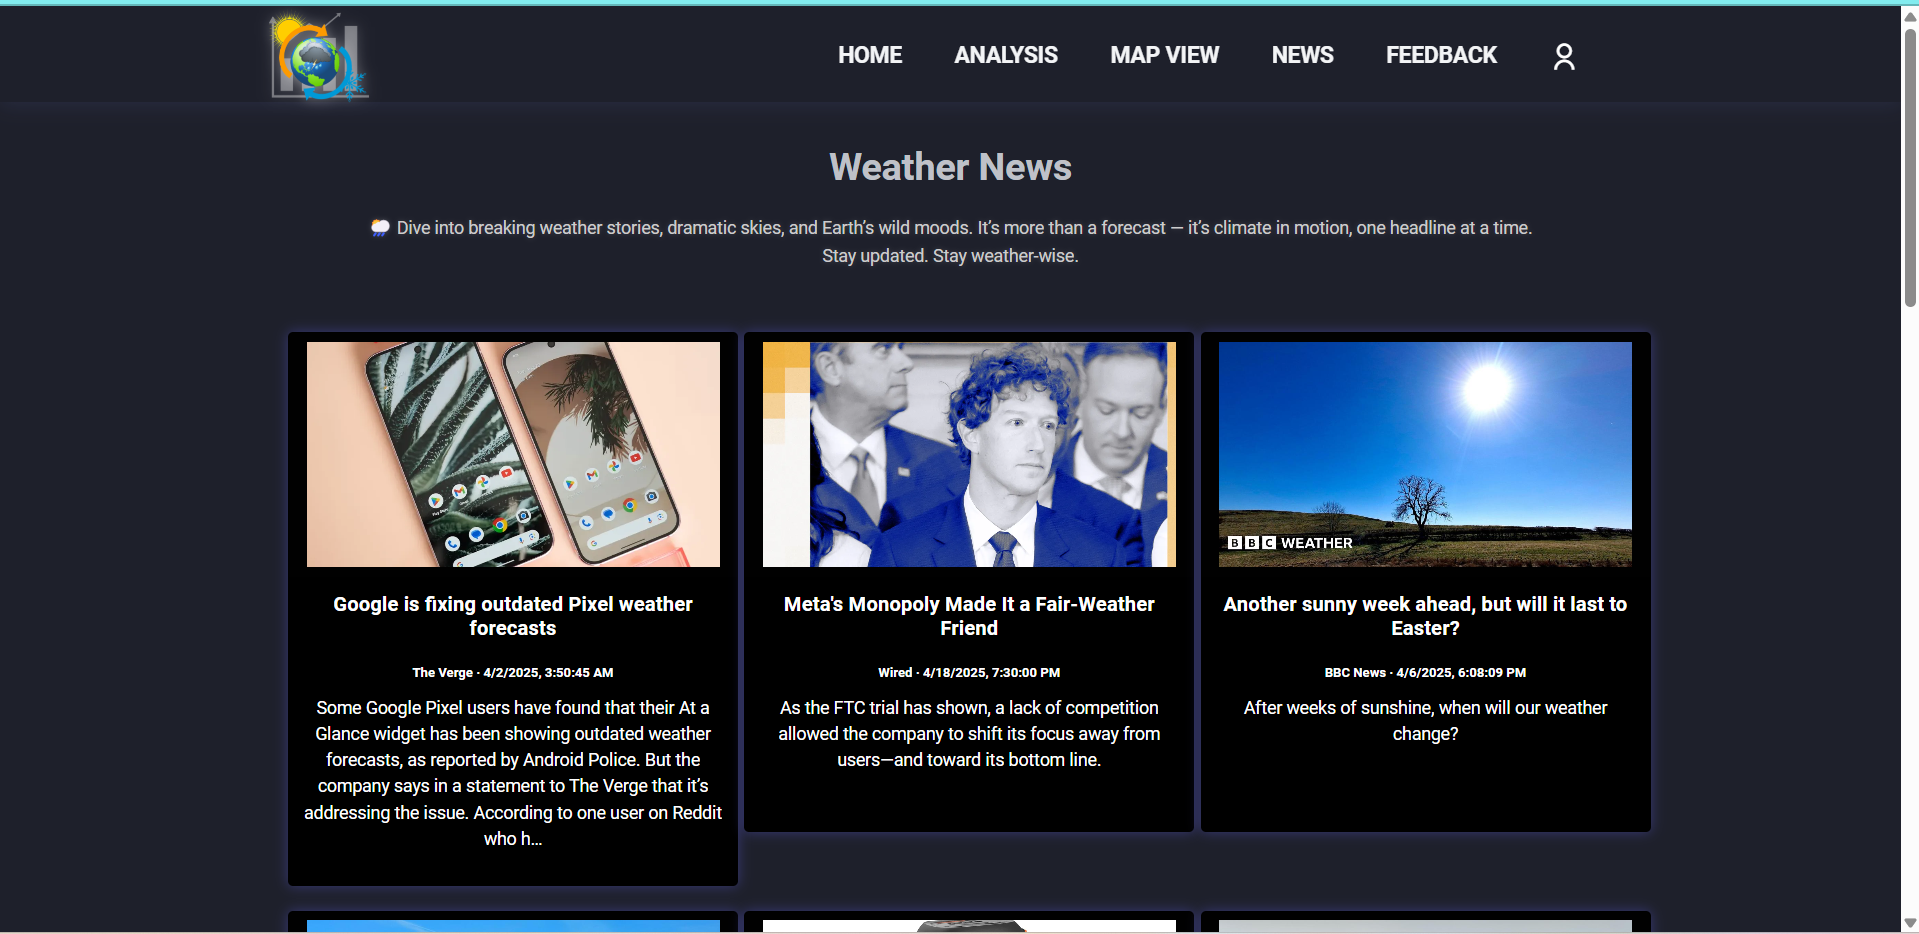 HOME ANALYSIS MAP VIEW NEWS FEEDBACK
Weather News
🌦️ Dive into breaking weather stories, dramatic skies, and Earth’s wild moods. It’s more than a forecast — it’s climate in motion, one headline at a time.
Stay updated. Stay weather-wise.
Google is fixing outdated Pixel weather
forecasts
The Verge · 4/2/2025, 3:50:45 AM
Some Google Pixel users have found that their At a
Glance widget has been showing outdated weather
forecasts, as reported by Android Police. But the
company says in a statement to The Verge that it’s
addressing the issue. According to one user on Reddit
who h…
Meta's Monopoly Made It a Fair-Weather
Friend
Wired · 4/18/2025, 7:30:00 PM
As the FTC trial has shown, a lack of competition
allowed the company to shift its focus away from
users—and toward its bottom line.
BBC WEATHER
Another sunny week ahead, but will it last to
Easter?
BBC News · 4/6/2025, 6:08:09 PM
After weeks of sunshine, when will our weather
change?